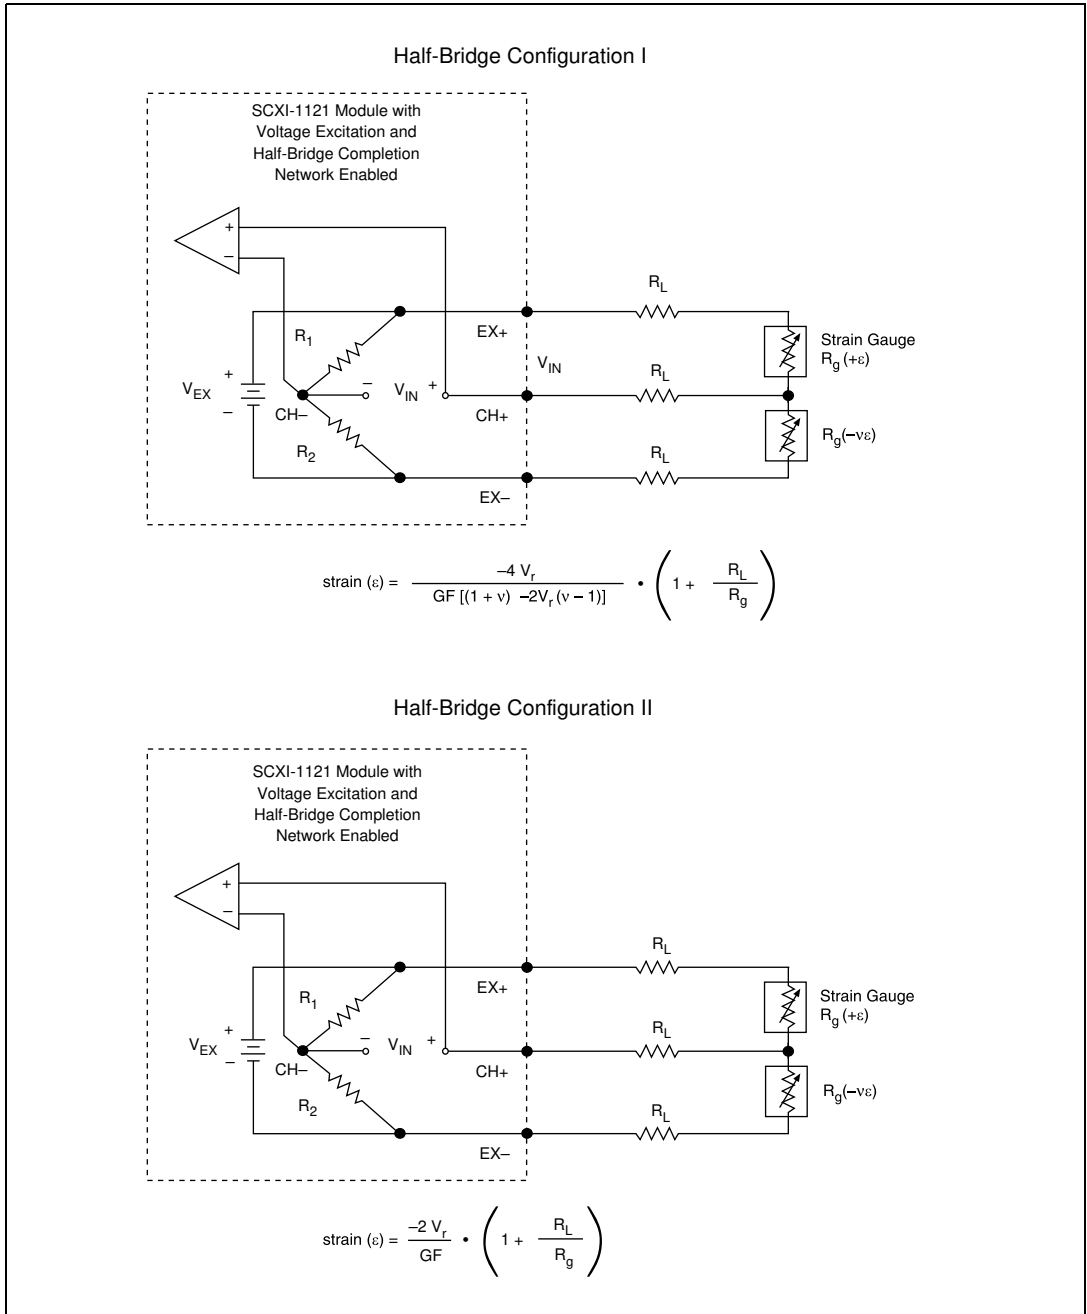 Half-Bridge Configuration I
SCXI-1121 Module with
Voltage Excitation and
Half-Bridge Completion
Network Enabled
+
–
R_L
R_1
EX+
Strain Gauge
R_g (+ε)
V_IN
V_EX
+
–
–
V_IN
+
R_L
CH–
CH+
R_2
R_g(–νε)
R_L
EX–
strain (ε) = –4 V_r / GF [(1 + ν) –2V_r (ν – 1)] • (1 + R_L / R_g)
Half-Bridge Configuration II
SCXI-1121 Module with
Voltage Excitation and
Half-Bridge Completion
Network Enabled
+
–
R_L
R_1
EX+
Strain Gauge
R_g (+ε)
V_EX
+
–
–
V_IN
+
R_L
CH–
CH+
R_2
R_g(–νε)
R_L
EX–
strain (ε) = –2 V_r / GF • (1 + R_L / R_g)